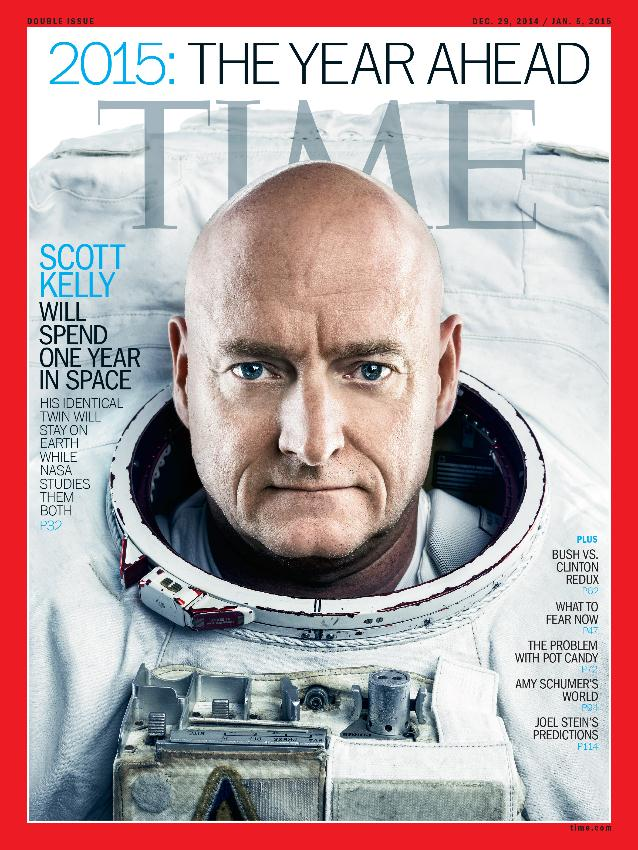 DOUBLE ISSUE
DEC. 29, 2014 / JAN. 5, 2015
2015: THE YEAR AHEAD
TIME
SCOTT
KELLY
WILL
SPEND
ONE YEAR
IN SPACE
HIS IDENTICAL
TWIN WILL
STAY ON
EARTH
WHILE
NASA
STUDIES
THEM
BOTH
P32
PLUS
BUSH VS.
CLINTON
REDUX
P62
WHAT TO
FEAR NOW
P47
THE PROBLEM
WITH POT CANDY
P72
AMY SCHUMER'S
WORLD
P94
JOEL STEIN'S
PREDICTIONS
P114
time.com